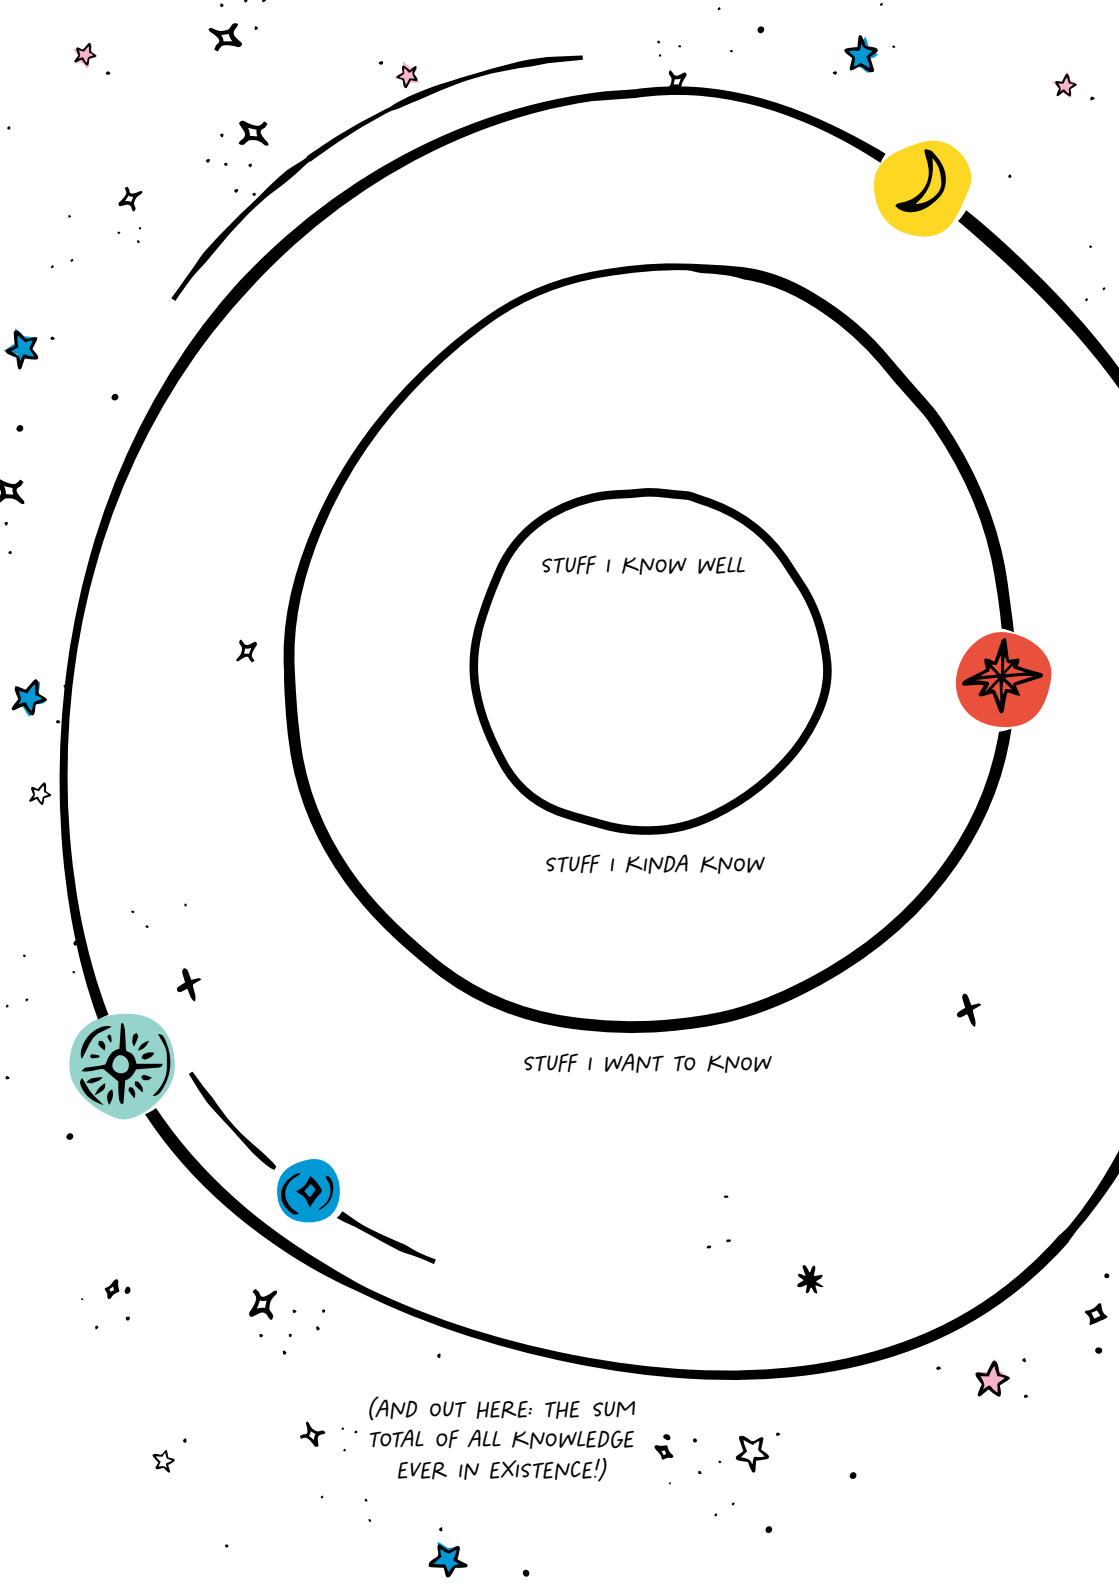 STUFF I KNOW WELL
STUFF I KINDA KNOW
STUFF I WANT TO KNOW
(AND OUT HERE: THE SUM
TOTAL OF ALL KNOWLEDGE
EVER IN EXISTENCE!)